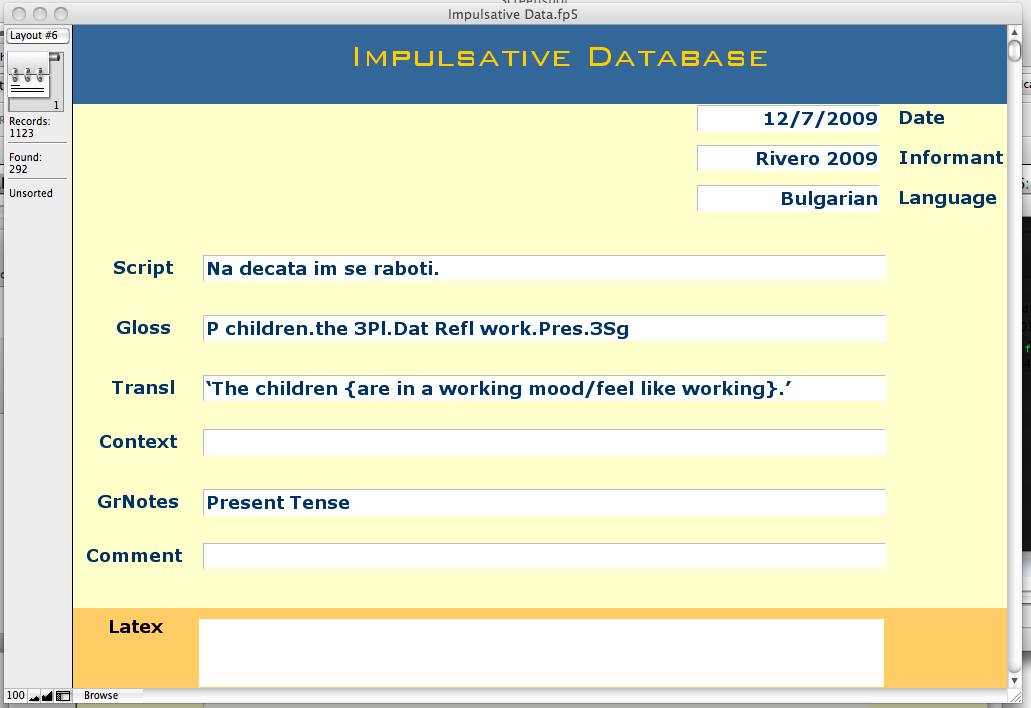 Impulsative Data.fp5
Layout #6
1
Records:
1123
Found:
292
Unsorted
Impulsative Database
12/7/2009 Date
Rivero 2009 Informant
Bulgarian Language
Script Na decata im se raboti.
Gloss P children.the 3Pl.Dat Refl work.Pres.3Sg
Transl ‘The children {are in a working mood/feel like working}.’
Context
GrNotes Present Tense
Comment
Latex
100 Browse